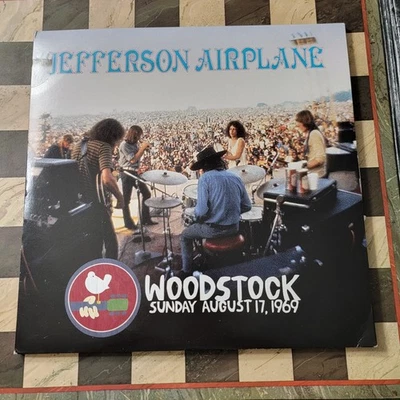 JEFFERSON AIRPLANE
WOODSTOCK
SUNDAY AUGUST 17, 1969